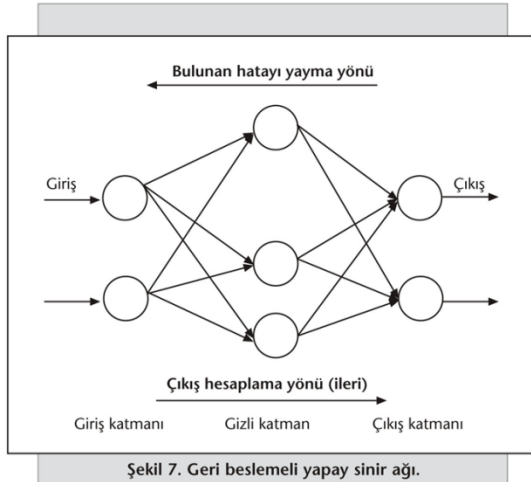 Bulunan hatayı yayma yönü
Giriş
Çıkış
Çıkış hesaplama yönü (ileri)
Giriş katmanı
Gizli katman
Çıkış katmanı
Şekil 7. Geri beslemeli yapay sinir ağı.